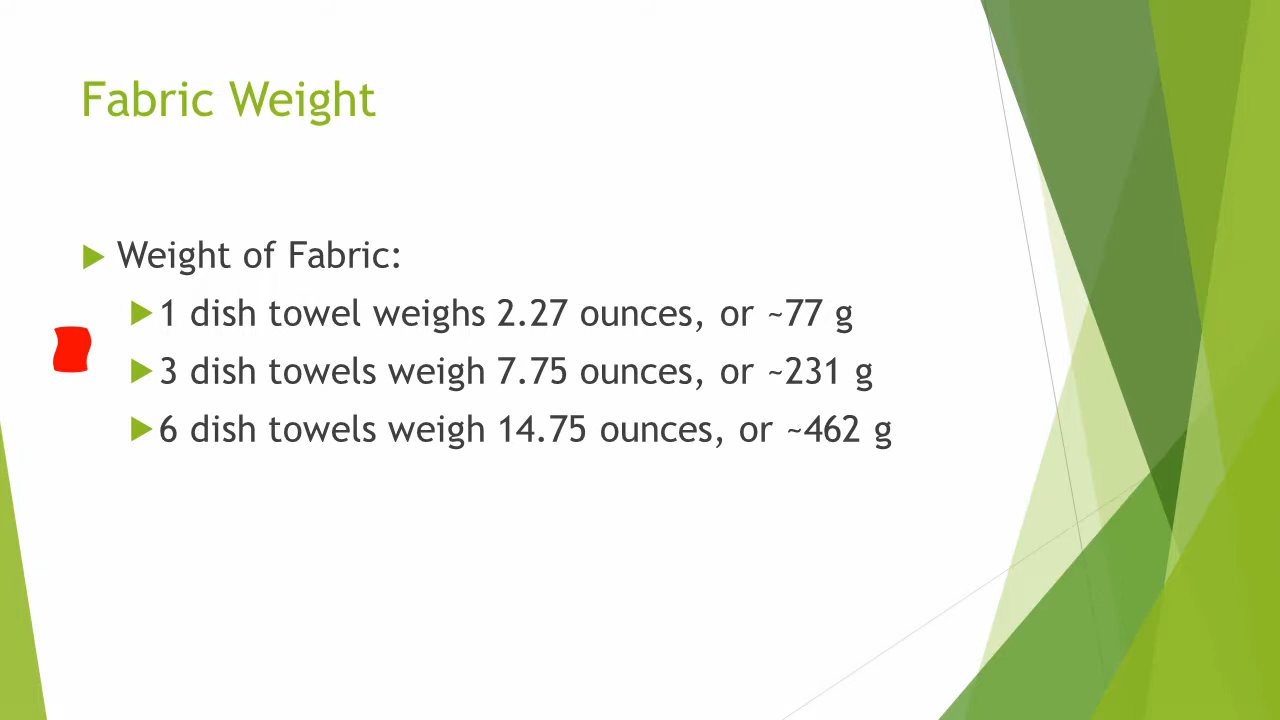 Fabric Weight
Weight of Fabric:
1 dish towel weighs 2.27 ounces, or ~77 g
3 dish towels weigh 7.75 ounces, or ~231 g
6 dish towels weigh 14.75 ounces, or ~462 g